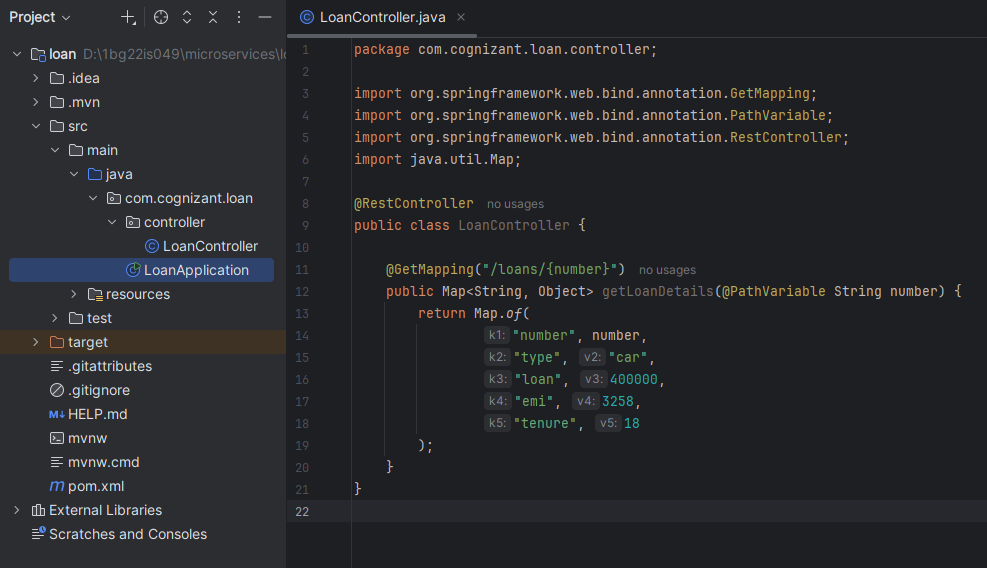 Project
loan D:\1bg22is049\microservices\lo
.idea
.mvn
src
main
java
com.cognizant.loan
controller
LoanController
LoanApplication
resources
test
target
.gitattributes
.gitignore
M↓ HELP.md
mvnw
mvnw.cmd
m pom.xml
External Libraries
Scratches and Consoles
C LoanController.java ×
1 package com.cognizant.loan.controller;
2
3 import org.springframework.web.bind.annotation.GetMapping;
4 import org.springframework.web.bind.annotation.PathVariable;
5 import org.springframework.web.bind.annotation.RestController;
6 import java.util.Map;
7
8 @RestController no usages
9 public class LoanController {
10
11 @GetMapping("/loans/{number}") no usages
12 public Map<String, Object> getLoanDetails(@PathVariable String number) {
13 return Map.of(
14 k1: "number", number,
15 k2: "type", v2: "car",
16 k3: "loan", v3: 400000,
17 k4: "emi", v4: 3258,
18 k5: "tenure", v5: 18
19 );
20 }
21 }
22